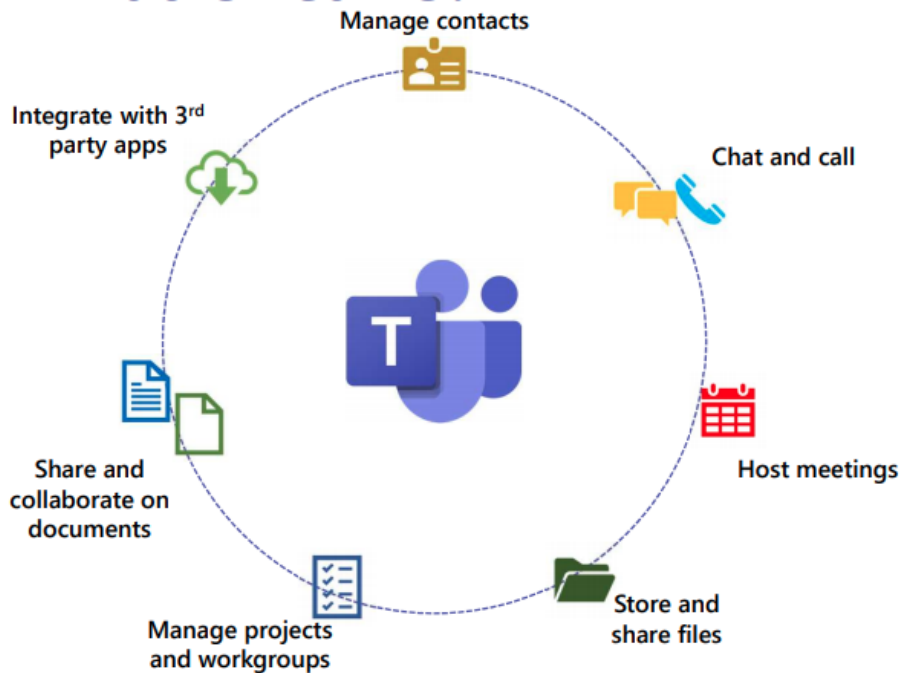 Manage contacts
Integrate with 3rd
party apps
Chat and call
T
Host meetings
Share and
collaborate on
documents
Store and
share files
Manage projects
and workgroups